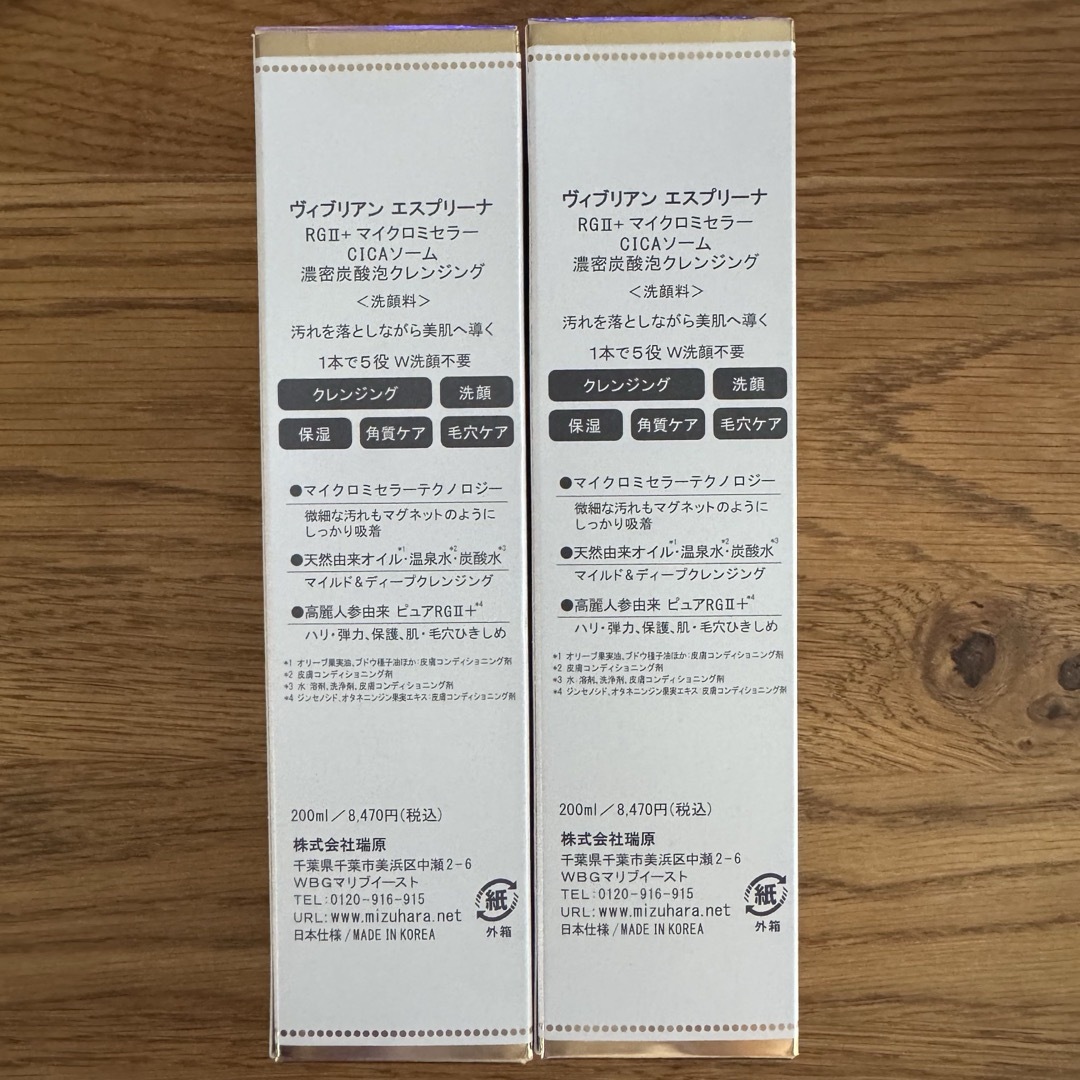 ヴィブリアン エスプリーナ
RGⅡ+ マイクロミセラー
CICAソーム
濃密炭酸泡クレンジング
＜洗顔料＞
汚れを落としながら美肌へ導く
1本で5役 W洗顔不要
クレンジング 洗顔
保湿 角質ケア 毛穴ケア
●マイクロミセラーテクノロジー
微細な汚れもマグネットのように
しっかり吸着
●天然由来オイル*1・温泉水*2・炭酸水*3
マイルド＆ディープクレンジング
●高麗人参由来 ピュアRGⅡ+*4
ハリ・弾力、保護、肌・毛穴ひきしめ
*1 オリーブ果実油、ブドウ種子油ほか：皮膚コンディショニング剤
*2 皮膚コンディショニング剤
*3 水：溶剤、洗浄剤、皮膚コンディショニング剤
*4 ジンセノシド、オタネニンジン果実エキス：皮膚コンディショニング剤
200ml／8,470円(税込)
株式会社瑞原
千葉県千葉市美浜区中瀬2-6
WBGマリブイースト
TEL:0120-916-915
URL:www.mizuhara.net
日本仕様/MADE IN KOREA
紙
外箱
ヴィブリアン エスプリーナ
RGⅡ+ マイクロミセラー
CICAソーム
濃密炭酸泡クレンジング
＜洗顔料＞
汚れを落としながら美肌へ導く
1本で5役 W洗顔不要
クレンジング 洗顔
保湿 角質ケア 毛穴ケア
●マイクロミセラーテクノロジー
微細な汚れもマグネットのように
しっかり吸着
●天然由来オイル*1・温泉水*2・炭酸水*3
マイルド＆ディープクレンジング
●高麗人参由来 ピュアRGⅡ+*4
ハリ・弾力、保護、肌・毛穴ひきしめ
*1 オリーブ果実油、ブドウ種子油ほか：皮膚コンディショニング剤
*2 皮膚コンディショニング剤
*3 水：溶剤、洗浄剤、皮膚コンディショニング剤
*4 ジンセノシド、オタネニンジン果実エキス：皮膚コンディショニング剤
200ml／8,470円(税込)
株式会社瑞原
千葉県千葉市美浜区中瀬2-6
WBGマリブイースト
TEL:0120-916-915
URL:www.mizuhara.net
日本仕様/MADE IN KOREA
紙
外箱